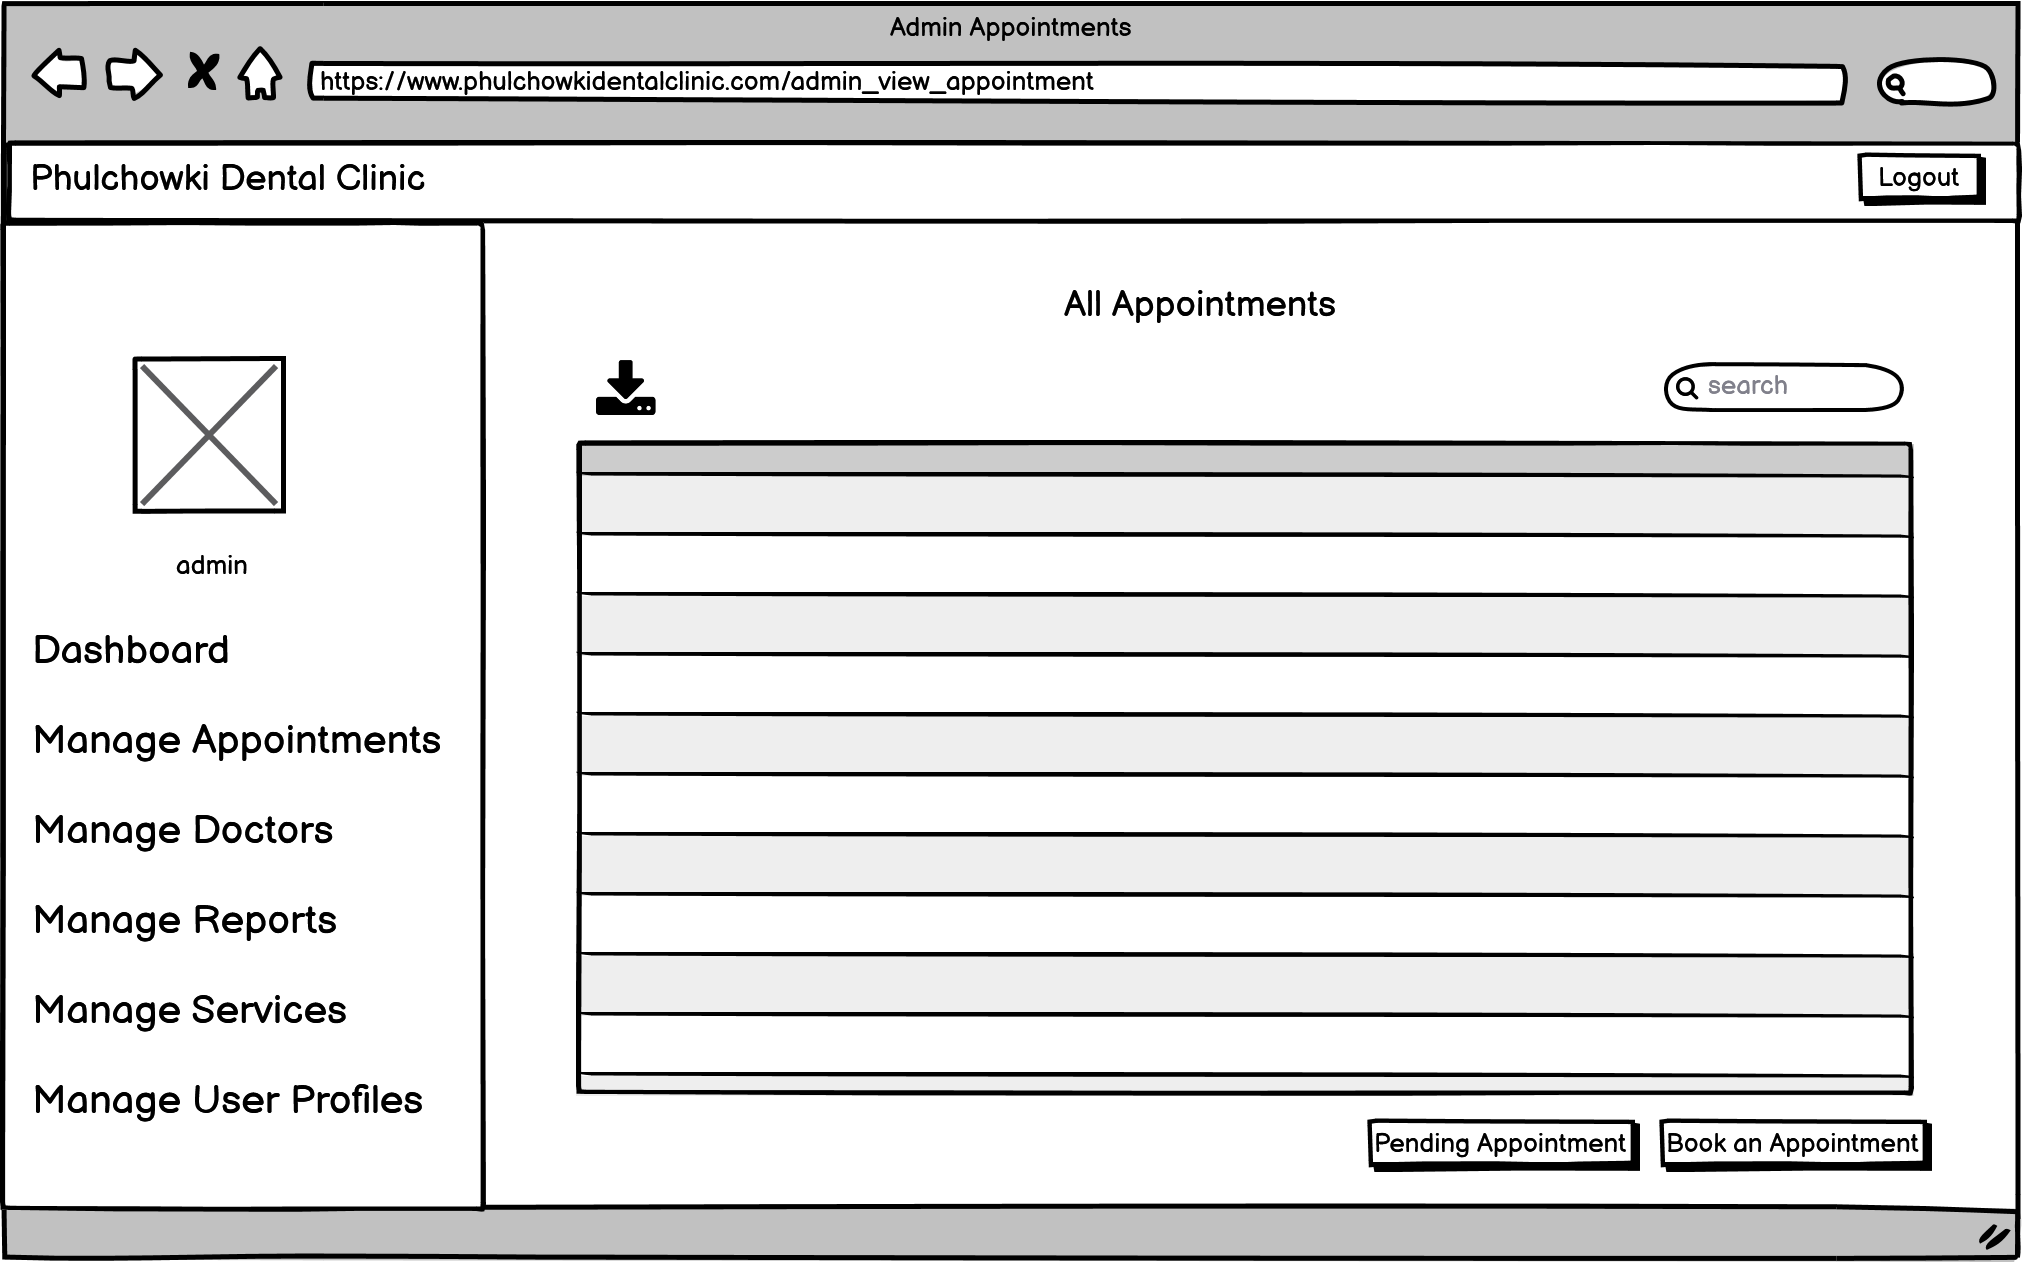 Admin Appointments
https://www.phulchowkidentalclinic.com/admin_view_appointment
Phulchowki Dental Clinic
Logout
admin
Dashboard
Manage Appointments
Manage Doctors
Manage Reports
Manage Services
Manage User Profiles
All Appointments
search
Pending Appointment
Book an Appointment